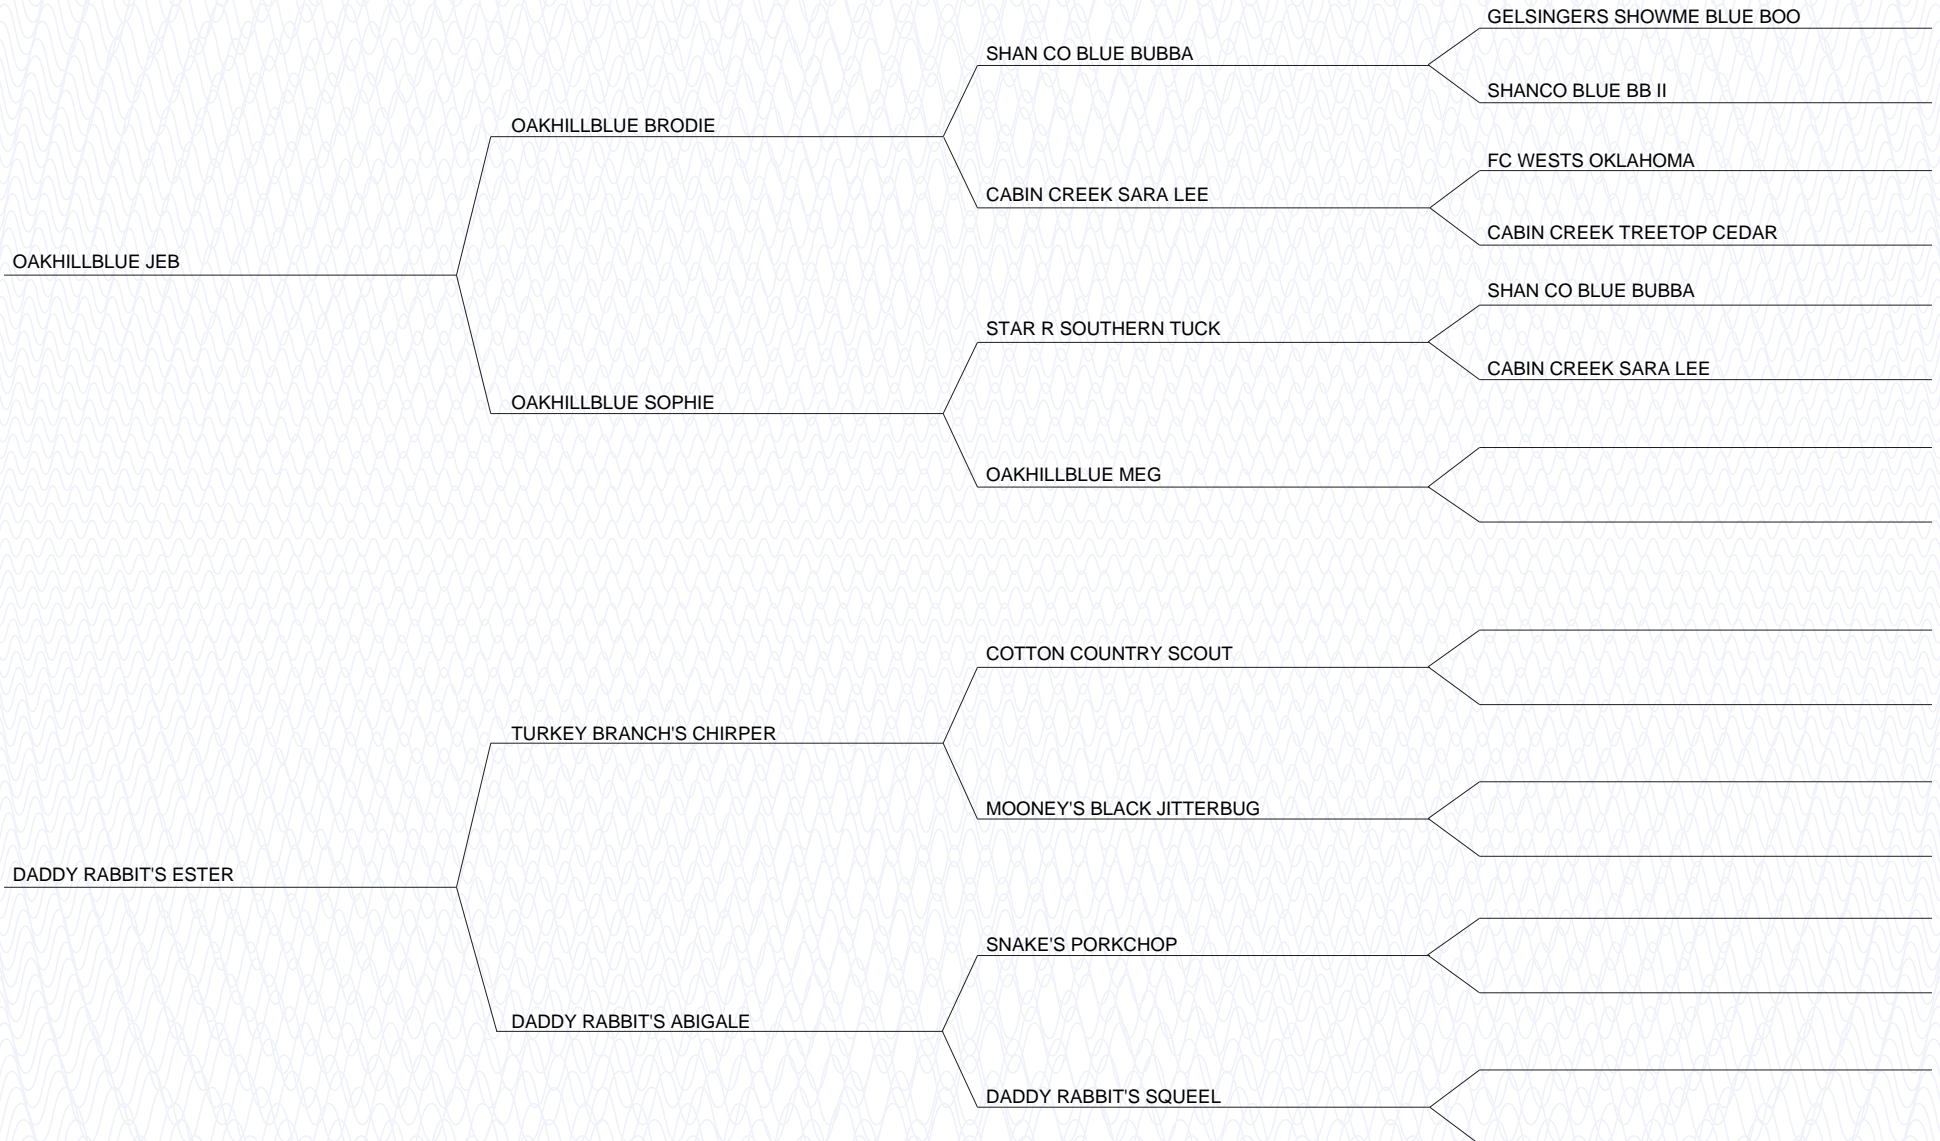 GELSINGERS SHOWME BLUE BOO
SHAN CO BLUE BUBBA
SHANCO BLUE BB II
OAKHILLBLUE BRODIE
FC WESTS OKLAHOMA
CABIN CREEK SARA LEE
CABIN CREEK TREETOP CEDAR
OAKHILLBLUE JEB
SHAN CO BLUE BUBBA
STAR R SOUTHERN TUCK
CABIN CREEK SARA LEE
OAKHILLBLUE SOPHIE
OAKHILLBLUE MEG
COTTON COUNTRY SCOUT
TURKEY BRANCH'S CHIRPER
MOONEY'S BLACK JITTERBUG
DADDY RABBIT'S ESTER
SNAKE'S PORKCHOP
DADDY RABBIT'S ABIGALE
DADDY RABBIT'S SQUEEL